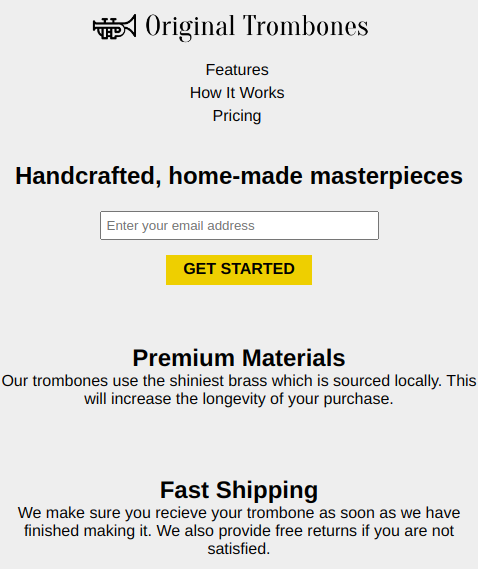 Original Trombones
Features
How It Works
Pricing
Handcrafted, home-made masterpieces
Enter your email address
GET STARTED
Premium Materials
Our trombones use the shiniest brass which is sourced locally. This
will increase the longevity of your purchase.
Fast Shipping
We make sure you recieve your trombone as soon as we have
finished making it. We also provide free returns if you are not
satisfied.